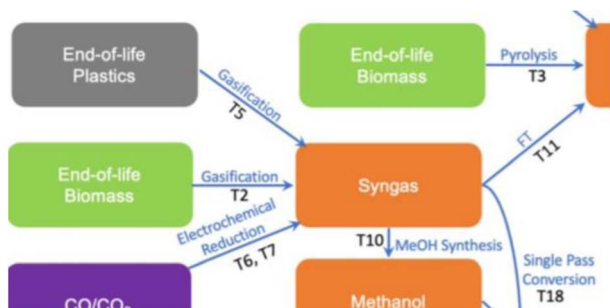 End-of-life
Plastics
Gasification
T5
End-of-life
Biomass
Pyrolysis
T3
FT
T11
End-of-life
Biomass
Gasification
T2
Syngas
Electrochemical
Reduction
T6, T7
T10
MeOH Synthesis
Single Pass
Conversion
T18
CO/CO₂
Methanol